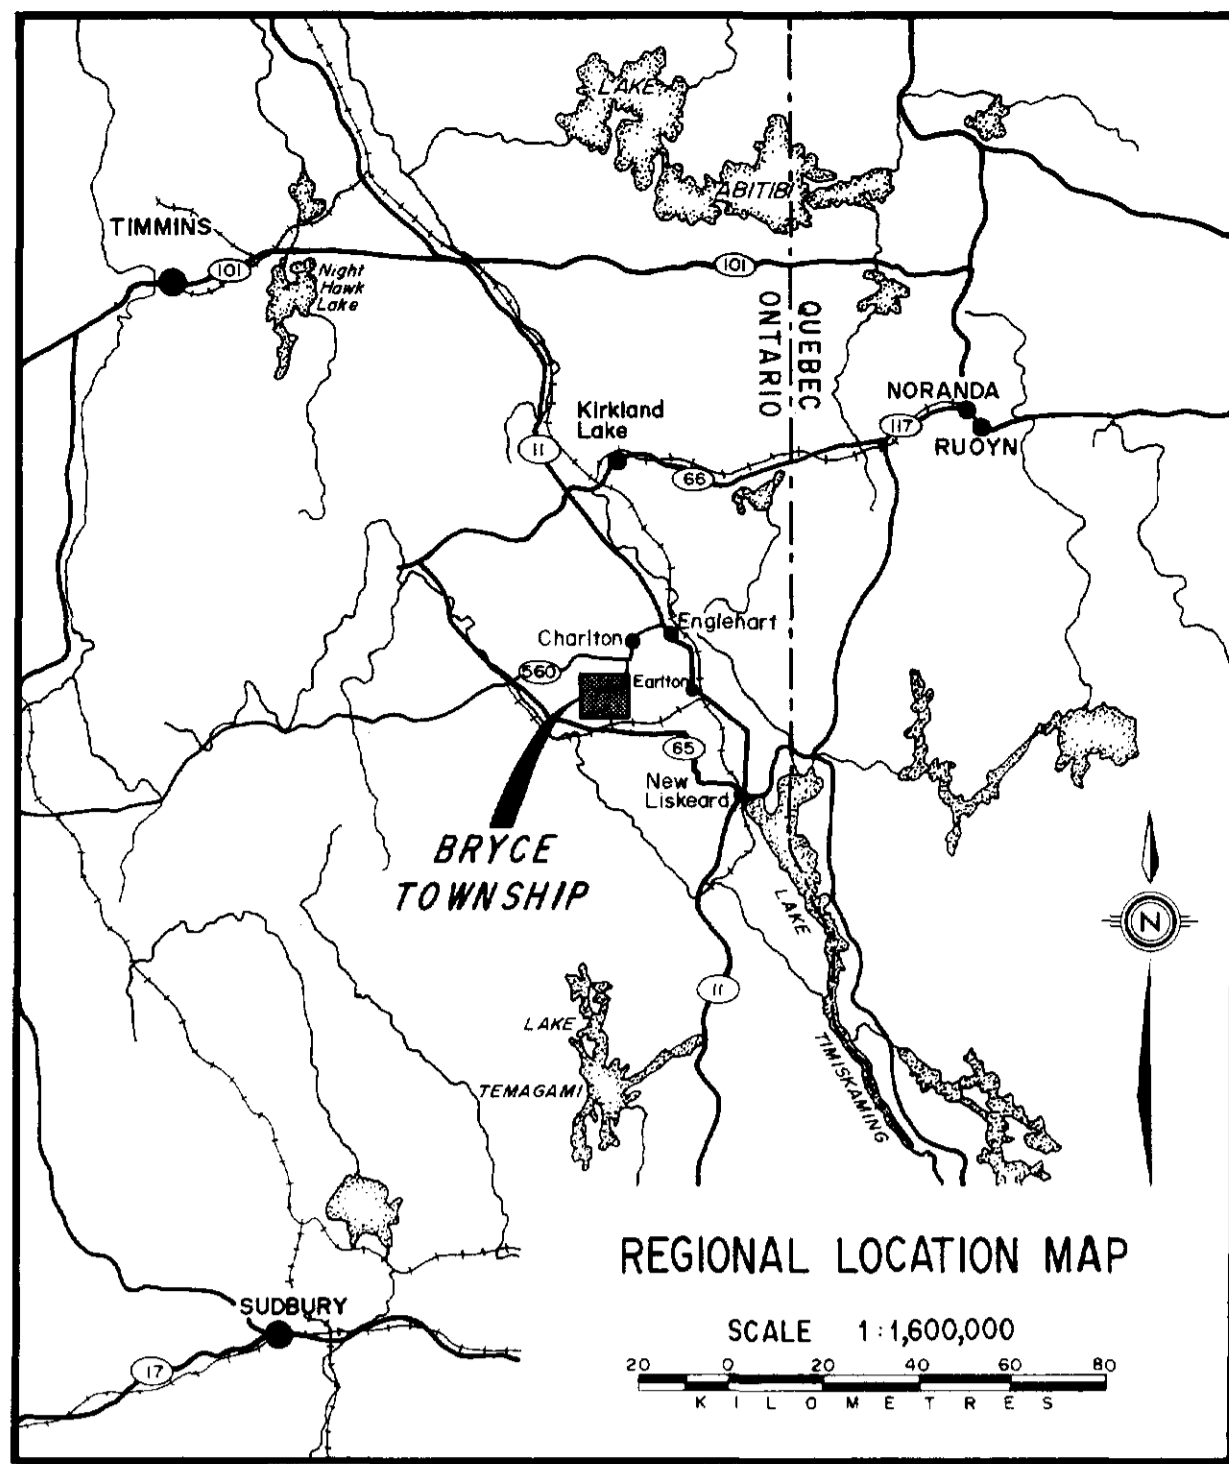 LAKE
ABITIBI
TIMMINS
101
Night
Hawk
Lake
101
QUEBEC
ONTARIO
NORANDA
117
RUOYN
Kirkland
Lake
11
66
Englehart
Charlton
560
Earlton
65
New
Liskeard
BRYCE
TOWNSHIP
LAKE
TIMISKAMING
N
11
LAKE
TEMAGAMI
REGIONAL LOCATION MAP
SUDBURY
17
SCALE 1:1,600,000
20 0 20 40 60 80
KILOMETRES